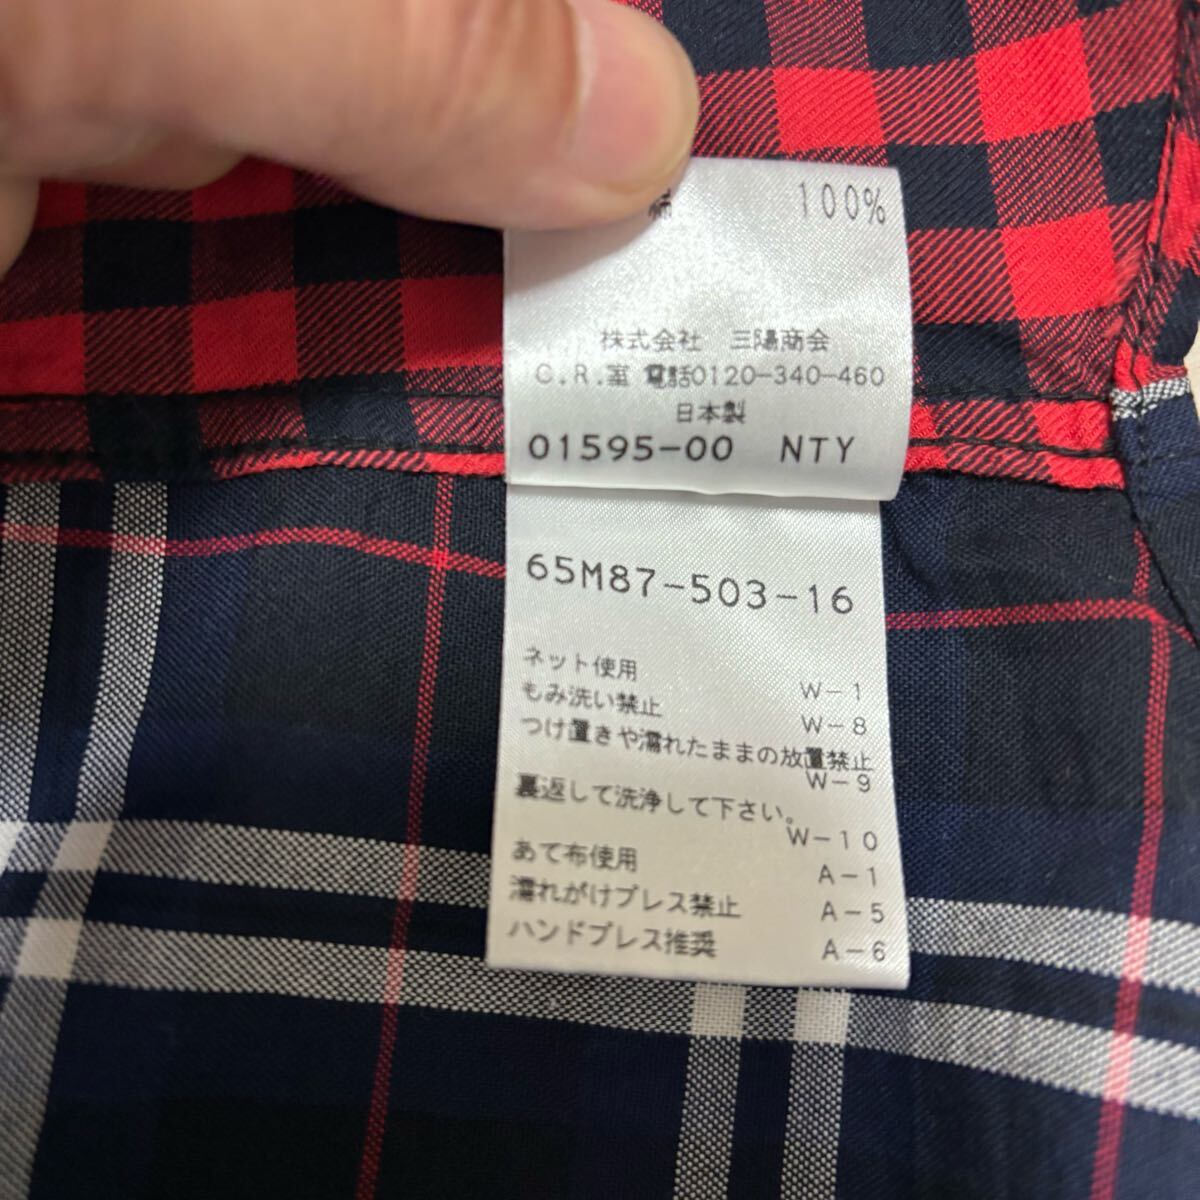 100%
株式会社 三陽商会
C.R.室 電話0120-340-460
日本製
01595-00 NTY
65M87-503-16
ネット使用 W-1
もみ洗い禁止 W-8
つけ置きや濡れたままの放置禁止 W-9
裏返して洗浄して下さい。 W-10
あて布使用 A-1
濡れがけプレス禁止 A-5
ハンドプレス推奨 A-6